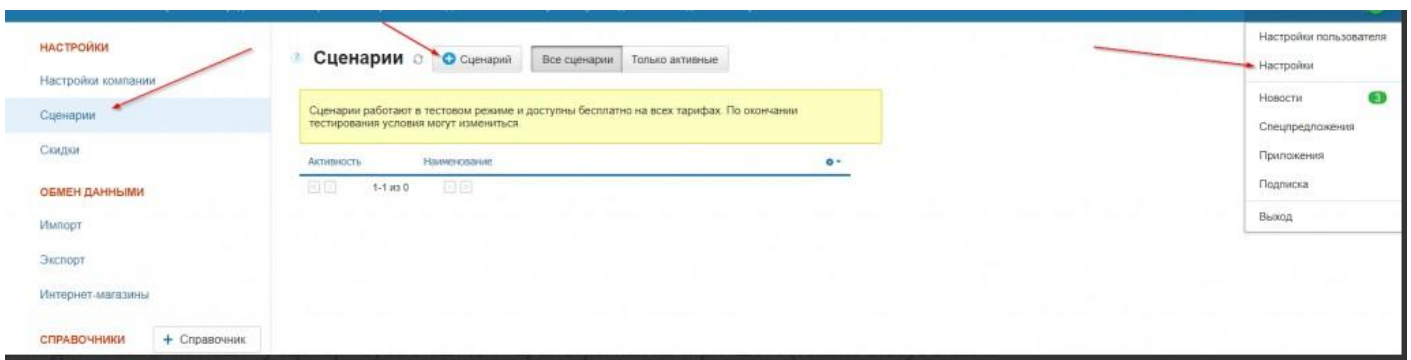 НАСТРОЙКИ
Настройки компании
Сценарии
Скидки
ОБМЕН ДАННЫМИ
Импорт
Экспорт
Интернет-магазины
СПРАВОЧНИКИ
+ Справочник
Сценарии
Сценарий
Все сценарии
Только активные
Сценарии работают в тестовом режиме и доступны бесплатно на всех тарифах. По окончании
тестирования условия могут измениться.
Активность
Наименование
1-1 из 0
Настройки пользователя
Настройки
Новости
3
Спецпредложения
Приложения
Подписка
Выход